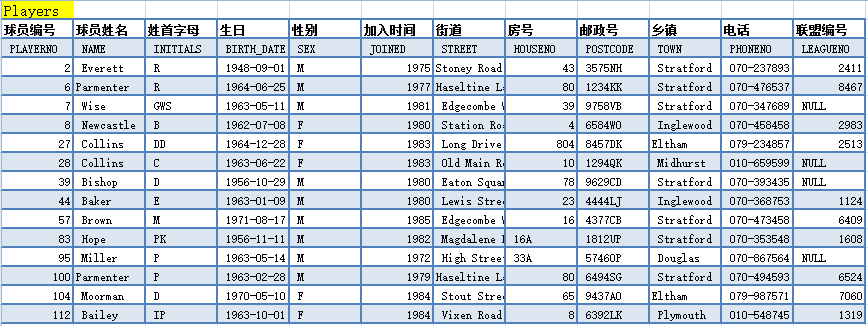 Players
球员编号 球员姓名 姓首字母 生日 性别 加入时间 街道 房号 邮政号 乡镇 电话 联盟编号
PLAYERNO NAME INITIALS BIRTH_DATE SEX JOINED STREET HOUSENO POSTCODE TOWN PHONENO LEAGUENO
2 Everett R 1948-09-01 M 1975 Stoney Road 43 3575NH Stratford 070-237893 2411
6 Parmenter R 1964-06-25 M 1977 Haseltine 80 1234KK Stratford 070-476537 8467
7 Wise GWS 1963-05-11 M 1981 Edgecombe 39 9758VB Stratford 070-347689 NULL
8 Newcastle B 1962-07-08 F 1980 Station 4 6584WO Inglewood 070-458458 2983
27 Collins DD 1964-12-28 F 1983 Long Drive 804 8457DK Eltham 079-234857 2513
28 Collins C 1963-06-22 F 1983 Old Main 10 1294QK Midhurst 010-659599 NULL
39 Bishop D 1956-10-29 M 1980 Eaton Squa 78 9629CD Stratford 070-393435 NULL
44 Baker E 1963-01-09 M 1980 Lewis Stre 23 4444LJ Inglewood 070-368753 1124
57 Brown M 1971-08-17 M 1985 Edgecombe 16 4377CB Stratford 070-473458 6409
83 Hope PK 1956-11-11 M 1982 Magdalene 16A 1812UP Stratford 070-353548 1608
95 Miller P 1963-05-14 M 1972 High Stree 33A 57460P Douglas 070-867564 NULL
100 Parmenter P 1963-02-28 M 1979 Haseltine 80 6494SG Stratford 070-494593 6524
104 Moorman D 1970-05-10 F 1984 Stout Stre 65 9437AO Eltham 079-987571 7060
112 Bailey IP 1963-10-01 F 1984 Vixen Road 8 6392LK Plymouth 010-548745 1319